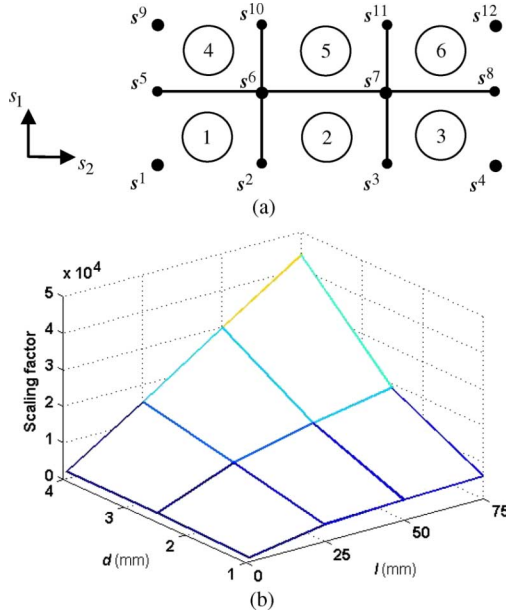 s⁹ s¹⁰ s¹¹ s¹²
4 5 6
s⁵ s⁶ s⁷ s⁸
s₁
1 2 3
s₂
s¹ s² s³ s⁴
(a)
x 10⁴
5
4
3
2
1
0
Scaling factor
4 3 2 1
d (mm)
0 25 50 75
l (mm)
(b)